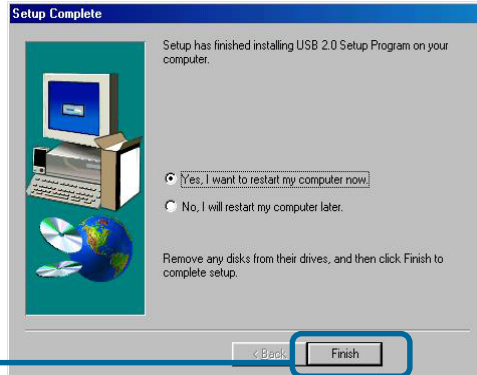 Setup Complete
Setup has finished installing USB 2.0 Setup Program on your
computer.
Yes, I want to restart my computer now.
No, I will restart my computer later.
Remove any disks from their drives, and then click Finish to
complete setup.
< Back
Finish